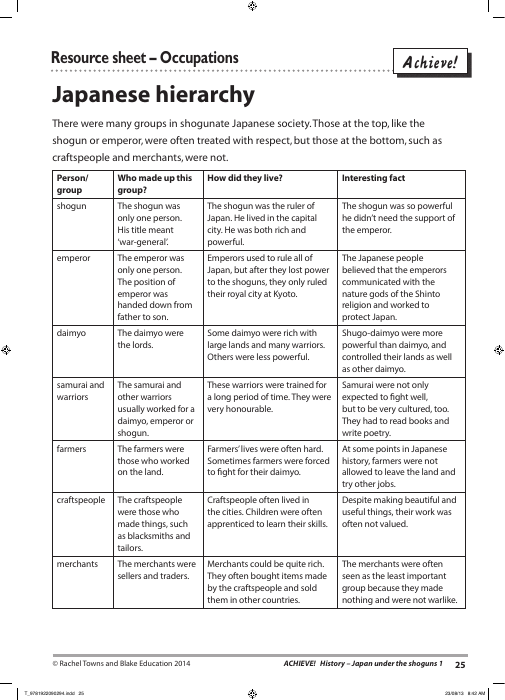 Resource sheet – Occupations
Achieve!
Japanese hierarchy
There were many groups in shogunate Japanese society. Those at the top, like the
shogun or emperor, were often treated with respect, but those at the bottom, such as
craftspeople and merchants, were not.
Person/
group
Who made up this
group?
How did they live?
Interesting fact
shogun
The shogun was
only one person.
His title meant
‘war-general’.
The shogun was the ruler of
Japan. He lived in the capital
city. He was both rich and
powerful.
The shogun was so powerful
he didn’t need the support of
the emperor.
emperor
The emperor was
only one person.
The position of
emperor was
handed down from
father to son.
Emperors used to rule all of
Japan, but after they lost power
to the shoguns, they only ruled
their royal city at Kyoto.
The Japanese people
believed that the emperors
communicated with the
nature gods of the Shinto
religion and worked to
protect Japan.
daimyo
The daimyo were
the lords.
Some daimyo were rich with
large lands and many warriors.
Others were less powerful.
Shugo-daimyo were more
powerful than daimyo, and
controlled their lands as well
as other daimyo.
samurai and
warriors
The samurai and
other warriors
usually worked for a
daimyo, emperor or
shogun.
These warriors were trained for
a long period of time. They were
very honourable.
Samurai were not only
expected to fight well,
but to be very cultured, too.
They had to read books and
write poetry.
farmers
The farmers were
those who worked
on the land.
Farmers’ lives were often hard.
Sometimes farmers were forced
to fight for their daimyo.
At some points in Japanese
history, farmers were not
allowed to leave the land and
try other jobs.
craftspeople
The craftspeople
were those who
made things, such
as blacksmiths and
tailors.
Craftspeople often lived in
the cities. Children were often
apprenticed to learn their skills.
Despite making beautiful and
useful things, their work was
often not valued.
merchants
The merchants were
sellers and traders.
Merchants could be quite rich.
They often bought items made
by the craftspeople and sold
them in other countries.
The merchants were often
seen as the least important
group because they made
nothing and were not warlike.
© Rachel Towns and Blake Education 2014
ACHIEVE! History – Japan under the shoguns 1 25
T_9781922090294.indd 25
23/08/13 8:42 AM